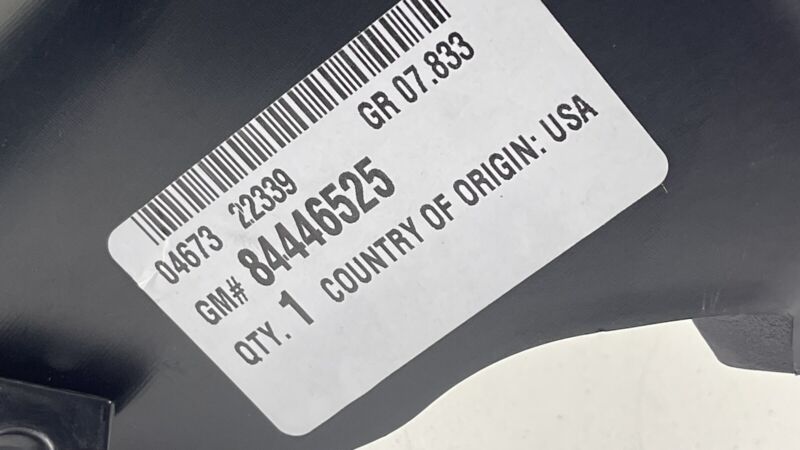 GR 07.833
04673 22339
GM# 84446525
QTY. 1 COUNTRY OF ORIGIN: USA